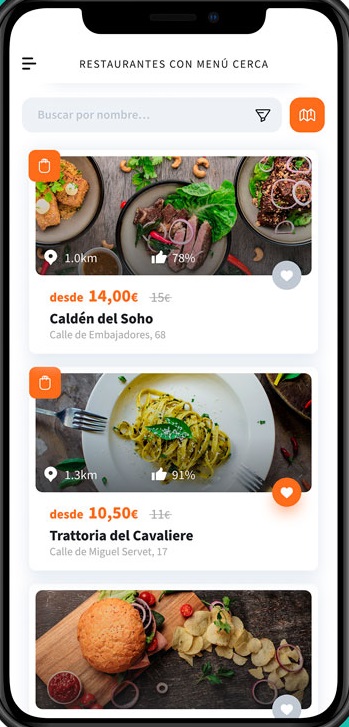 RESTAURANTES CON MENÚ CERCA
Buscar por nombre...
1.0km 78%
desde 14,00€ 15€
Caldén del Soho
Calle de Embajadores, 68
1.3km 91%
desde 10,50€ 11€
Trattoria del Cavaliere
Calle de Miguel Servet, 17